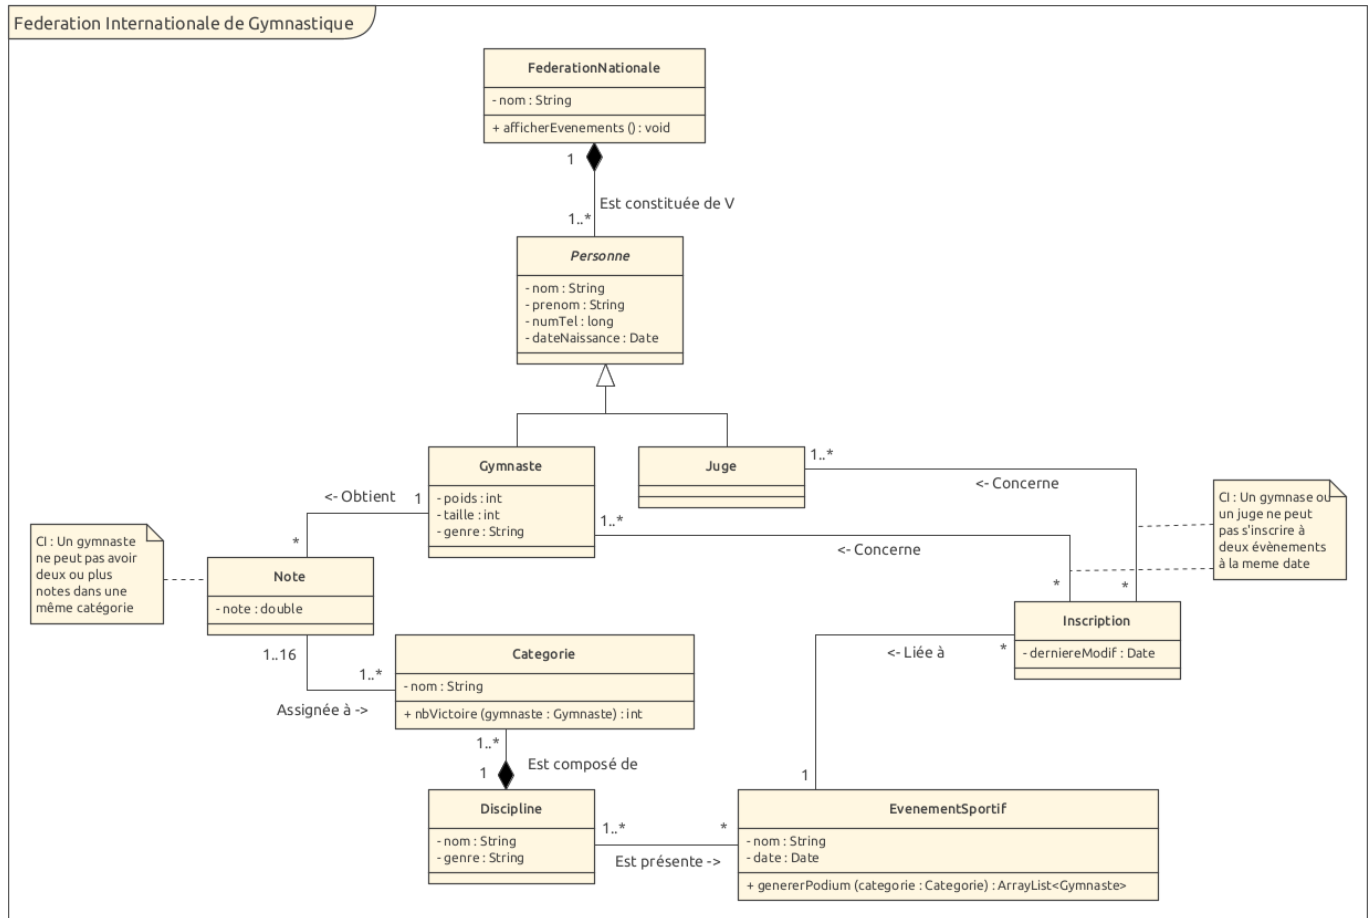 Federation Internationale de Gymnastique
FederationNationale
- nom : String
+ afficherEvenements () : void
1
Est constituée de V
1..*
Personne
- nom : String
- prenom : String
- numTel : long
- dateNaissance : Date
Gymnaste
- poids : int
- taille : int
- genre : String
Juge
1..*
<- Concerne
<- Obtient
1
1..*
<- Concerne
CI : Un gymnase ou
un juge ne peut
pas s'inscrire à
deux évènements
à la meme date
CI : Un gymnaste
ne peut pas avoir
deux ou plus
notes dans une
même catégorie
*
Note
- note : double
*
*
Inscription
- derniereModif : Date
1..16
1..*
Assignée à ->
Categorie
- nom : String
+ nbVictoire (gymnaste : Gymnaste) : int
<- Liée à
*
1..*
1
Est composé de
1
Discipline
- nom : String
- genre : String
1..*
*
Est présente ->
EvenementSportif
- nom : String
- date : Date
+ genererPodium (categorie : Categorie) : ArrayList<Gymnaste>